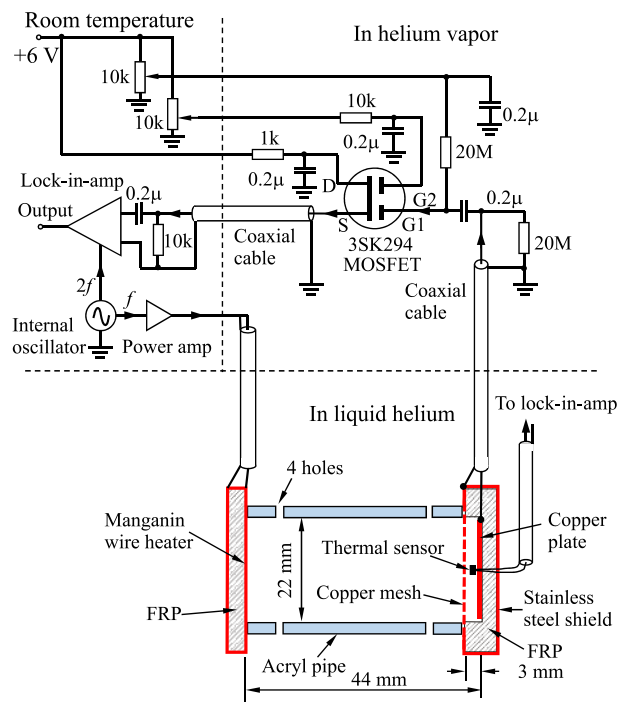 Room temperature
+6 V
In helium vapor
10k
10k
10k
0.2μ
0.2μ
1k
20M
Lock-in-amp
0.2μ
D
0.2μ
G2
0.2μ
Output
S
G1
10k
Coaxial
cable
3SK294
MOSFET
20M
2f
f
Coaxial
cable
Internal
oscillator
Power amp
In liquid helium
To lock-in-amp
4 holes
Manganin
wire heater
Copper
plate
Thermal sensor
22 mm
Copper mesh
Stainless
steel shield
FRP
FRP
Acryl pipe
44 mm
3 mm